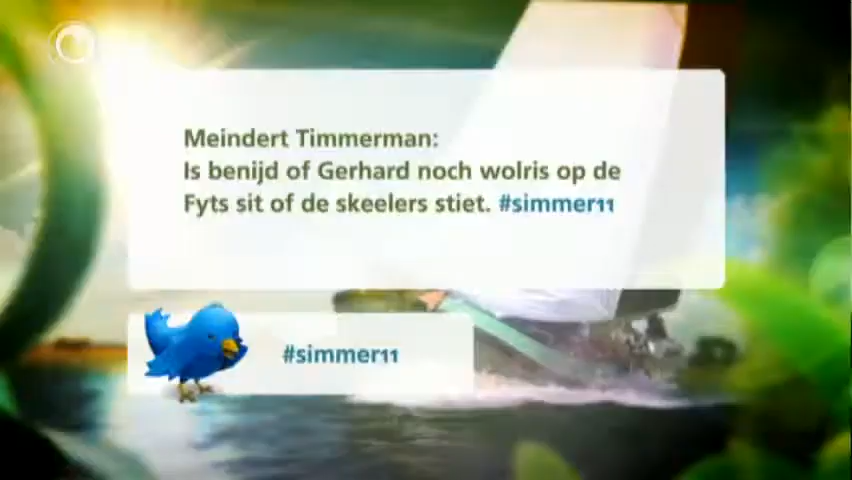 Meindert Timmerman:
Is benijd of Gerhard noch wolris op de
Fyts sit of de skeelers stiet. #simmer11
#simmer11